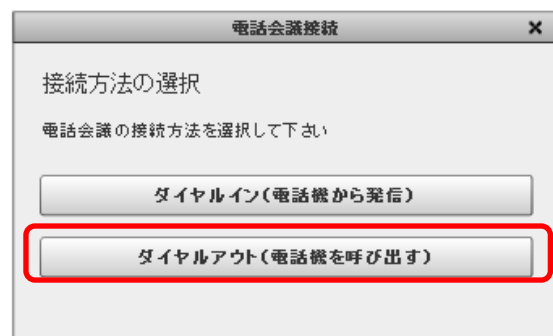 電話会議接続
接続方法の選択
電話会議の接続方法を選択して下さい
ダイヤルイン(電話機から発信)
ダイヤルアウト(電話機を呼び出す)